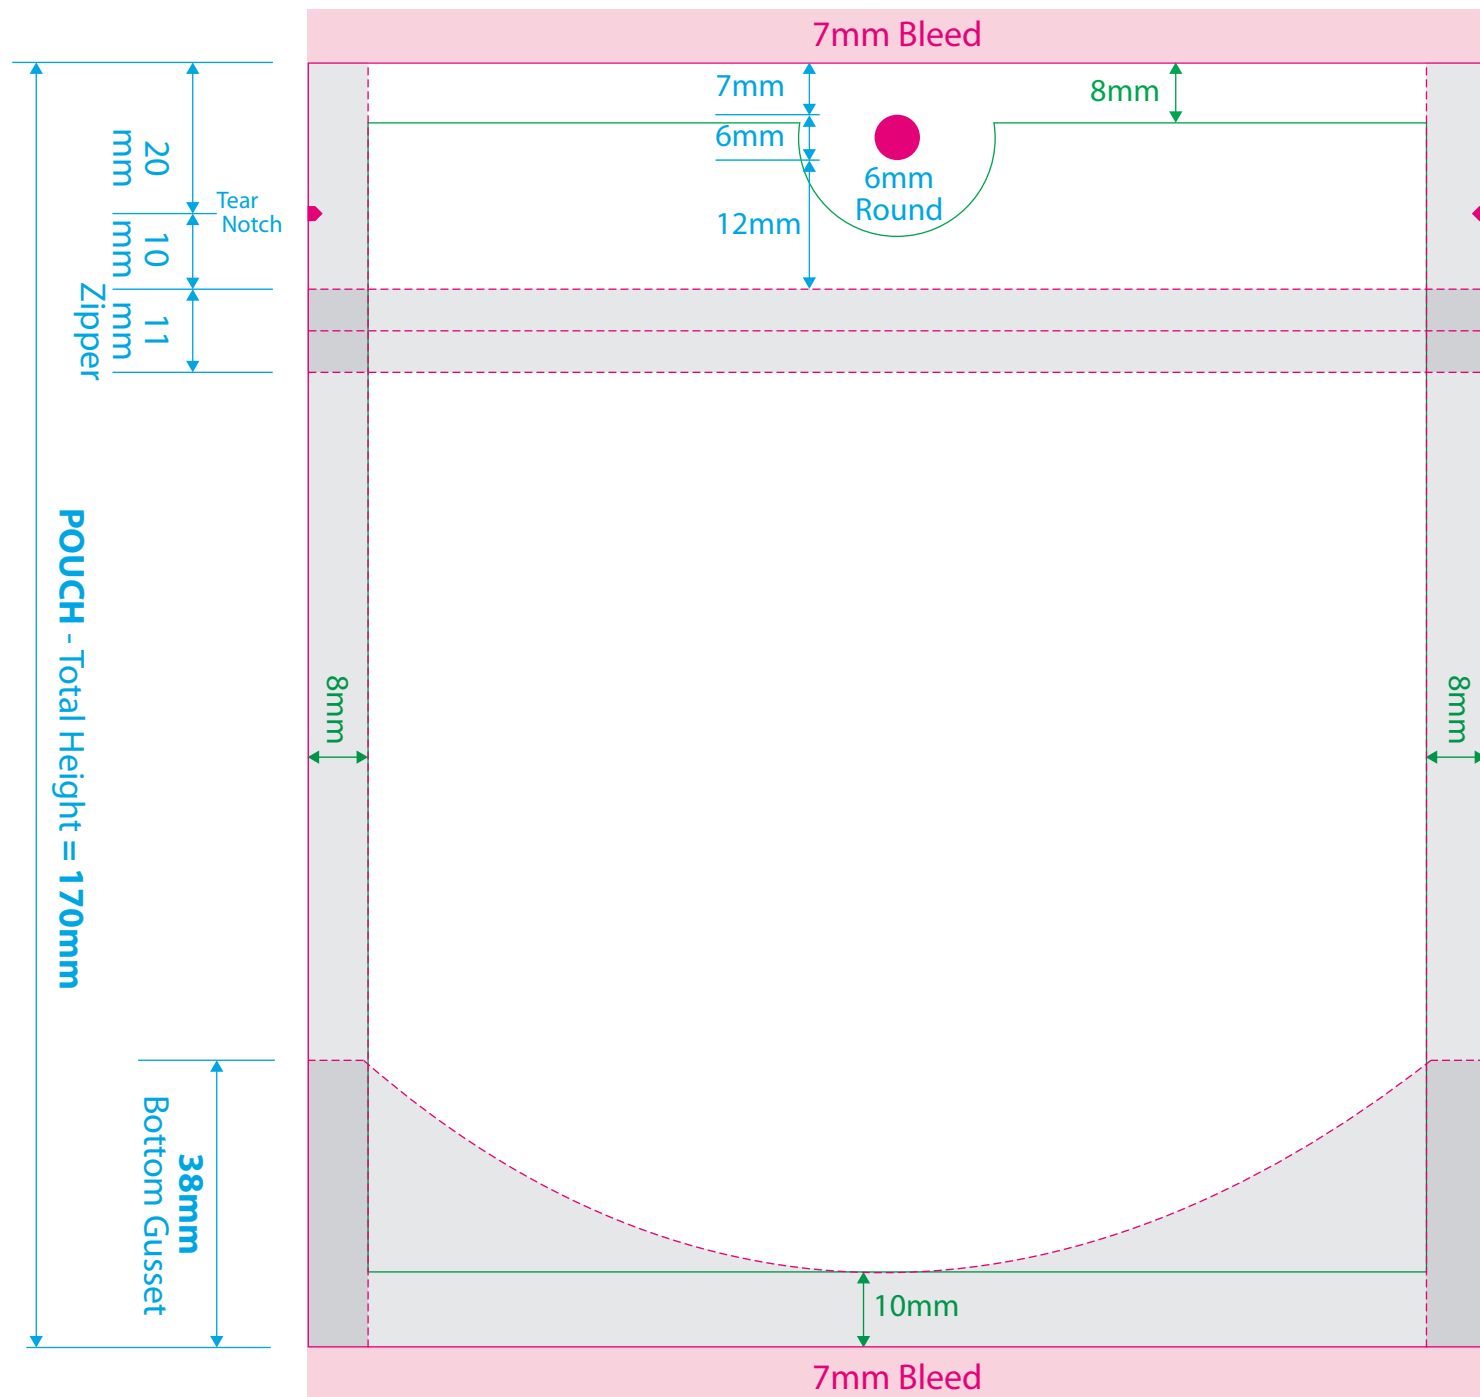 7mm Bleed
7mm
8mm
6mm
6mm
Round
12mm
20
mm
Tear
Notch
10
mm
11
mm
Zipper
POUCH - Total Height = 170mm
8mm
8mm
38mm
Bottom Gusset
10mm
7mm Bleed